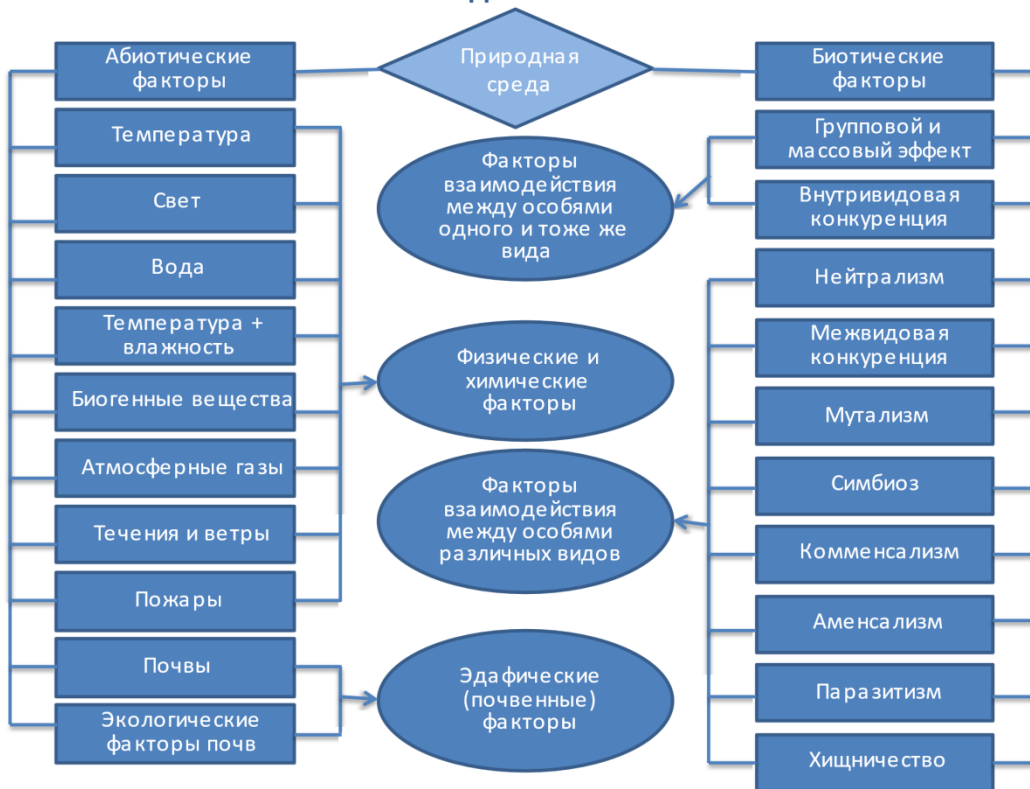 Природная
среда
Абиотические
факторы
Температура
Свет
Вода
Температура +
влажность
Биогенные вещества
Атмосферные газы
Течения и ветры
Пожары
Почвы
Экологические
факторы почв
Факторы
взаимодействия
между особями
одного и тоже же
вида
Физические и
химические
факторы
Факторы
взаимодействия
между особями
различных видов
Эдафические
(почвенные)
факторы
Биотические
факторы
Групповой и
массовый эффект
Внутривидовая
конкуренция
Нейтрализм
Межвидовая
конкуренция
Мутализм
Симбиоз
Комменсализм
Аменсализм
Паразитизм
Хищничество